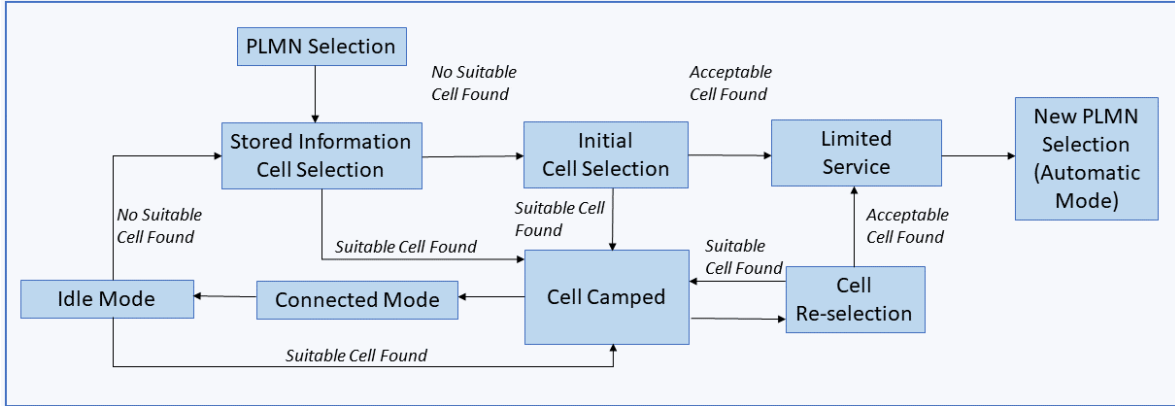 PLMN Selection
No Suitable
Cell Found
Acceptable
Cell Found
Stored Information
Cell Selection
Initial
Cell Selection
Limited
Service
New PLMN
Selection
(Automatic
Mode)
No Suitable
Cell Found
Suitable Cell Found
Suitable Cell
Found
Suitable
Cell Found
Acceptable
Cell Found
Idle Mode
Connected Mode
Cell Camped
Cell
Re-selection
Suitable Cell Found